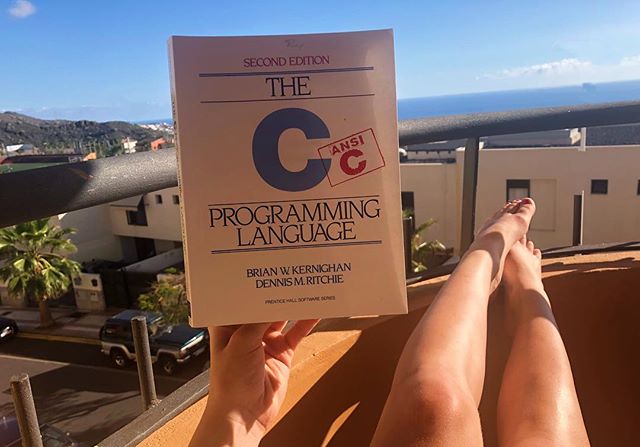 SECOND EDITION
THE
C
ANSI
C
PROGRAMMING
LANGUAGE
BRIAN W. KERNIGHAN
DENNIS M. RITCHIE
PRENTICE HALL SOFTWARE SERIES